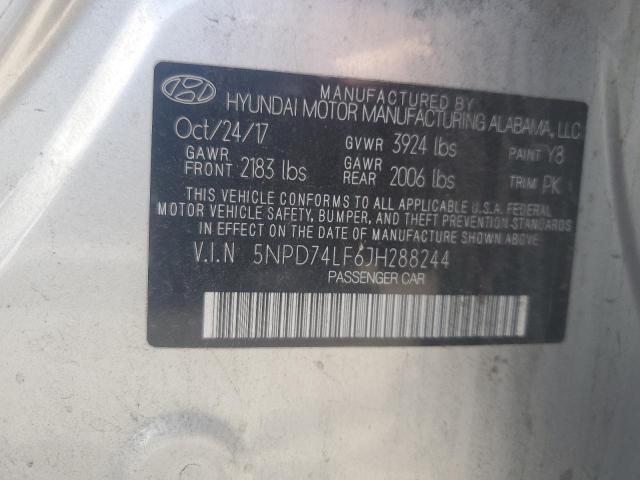 MANUFACTURED BY
HYUNDAI MOTOR MANUFACTURING ALABAMA, LLC
Oct/24/17 GVWR 3924 lbs PAINT Y8
GAWR FRONT 2183 lbs GAWR REAR 2006 lbs TRIM PK
THIS VEHICLE CONFORMS TO ALL APPLICABLE U.S.A. FEDERAL
MOTOR VEHICLE SAFETY, BUMPER, AND THEFT PREVENTION STANDARDS
IN EFFECT ON THE DATE OF MANUFACTURE SHOWN ABOVE.
V.I.N 5NPD74LF6JH288244
PASSENGER CAR